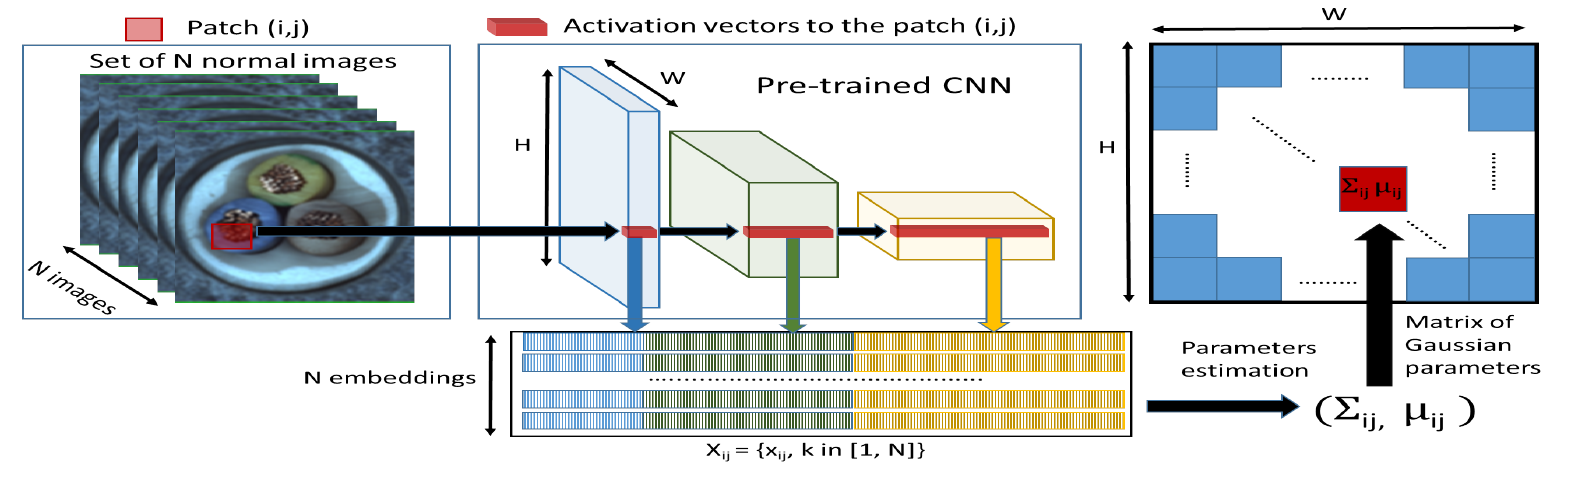 Patch (i,j)
Activation vectors to the patch (i,j)
W
Set of N normal images
Pre-trained CNN
W
H
H
Σij μij
N images
N embeddings
Xij = {xij, k in [1, N]}
Parameters
estimation
Matrix of
Gaussian
parameters
(Σij, μij )